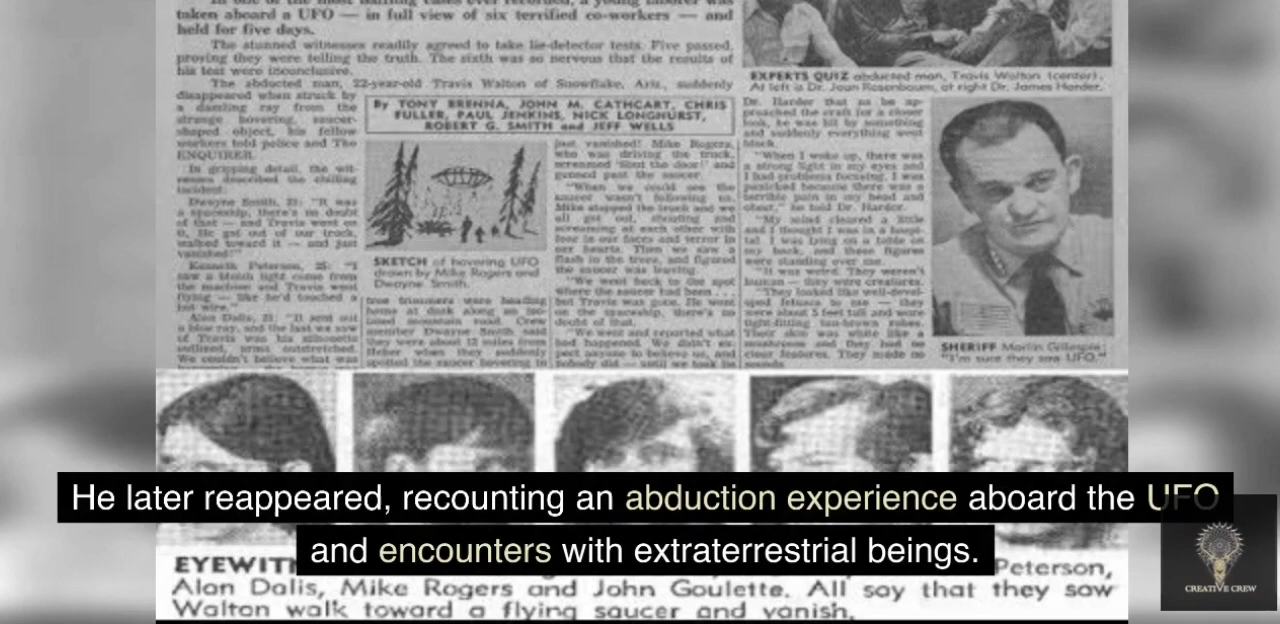 taken aboard a UFO — in full view of six terrified co-workers — and
held for five days.
The stunned witnesses readily agreed to take lie-detector tests. Five passed,
proving they were telling the truth. The sixth was so nervous that the results of
his test were inconclusive.
The abducted man, 22-year-old Travis Walton of Snowflake, Ariz., suddenly
disappeared when struck by
a dazzling ray from the
strange hovering, saucer-
shaped object, his fellow
workers told police and The
ENQUIRER.
In gripping detail, the wit-
nesses described the chilling
incident:
Dwayne Smith, 21: "It was
a spaceship, there's no doubt
of that — and Travis went on
it. He got out of our truck,
walked toward it — and just
vanished!"
Kenneth Peterson, 25: "I
saw a bluish light come from
the machine and Travis went
flying — like he'd touched a
hot wire."
Alan Dalis, 21: "It sent out
a blue ray, and the last we saw
of Travis was his silhouette
outlined, arms outstretched.
We couldn't believe what was
By TONY BRENNA, JOHN M. CATHCART, CHRIS
FULLER, PAUL JENKINS, NICK LONGHURST,
ROBERT G. SMITH and JEFF WELLS
SKETCH of hovering UFO
drawn by Mike Rogers and
Dwayne Smith.
tree trimmers were heading
home at dusk along an iso-
lated mountain road. Crew
member Dwayne Smith said
they were about 12 miles from
Heber when they suddenly
spotted the saucer hovering in
just vanished! Mike Rogers,
who was driving the truck,
screamed 'Shut the door!' and
gunned past the saucer.
"When we could see the
saucer wasn't following us,
Mike stopped the truck and we
all got out, shouting and
screaming at each other with
fear in our faces and terror in
our hearts. Then we saw a
flash in the trees, and figured
the saucer was leaving.
"We went back to the spot
where the saucer had been . . .
but Travis was gone. He went
on the spaceship, there's no
doubt of that.
"We went and reported what
had happened. We didn't ex-
pect anyone to believe us, and
nobody did — until we took lie
EXPERTS QUIZ abducted man, Travis Walton (center).
At left is Dr. Jean Rosenbaum, at right Dr. James Harder.
Dr. Harder that as he ap-
proached the craft for a closer
look, he was hit by something
and suddenly everything went
black.
"When I woke up, there was
a strong light in my eyes and
I had problems focusing. I was
panicked because there was a
terrible pain in my head and
chest," he told Dr. Harder.
"My mind cleared a little
and I thought I was in a hospi-
tal. I was lying on a table on
my back, and these figures
were standing over me.
"It was weird. They weren't
human — they were creatures.
"They looked like well-devel-
oped fetuses to me — they
were about 5 feet tall and wore
tight-fitting tan-brown robes.
Their skin was white like a
mushroom and they had no
clear features. They made no
sounds.
SHERIFF Marlin Gillespie:
"I'm sure they saw UFO."
He later reappeared, recounting an abduction experience aboard the UFO
and encounters with extraterrestrial beings.
Peterson,
Alan Dalis, Mike Rogers and John Goulette. All say that they saw
Walton walk toward a flying saucer and vanish.
CREATIVE CREW